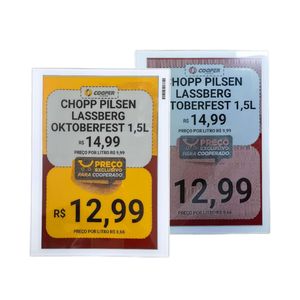 COOPER
CHOPP PILSEN
LASSBERG
OKTOBERFEST 1,5L
R$ 14,99
PREÇO POR LITRO R$ 9,99
PREÇO
EXCLUSIVO
PARA COOPERADO
R$ 12,99
PREÇO POR LITRO R$ 8,66
COOPER
CHOPP PILSEN
LASSBERG
TOBERFEST 1,5L
R$ 14,99
PREÇO POR LITRO R$ 9,99
PREÇO
EXCLUSIVO
PARA COOPERADO
12,99